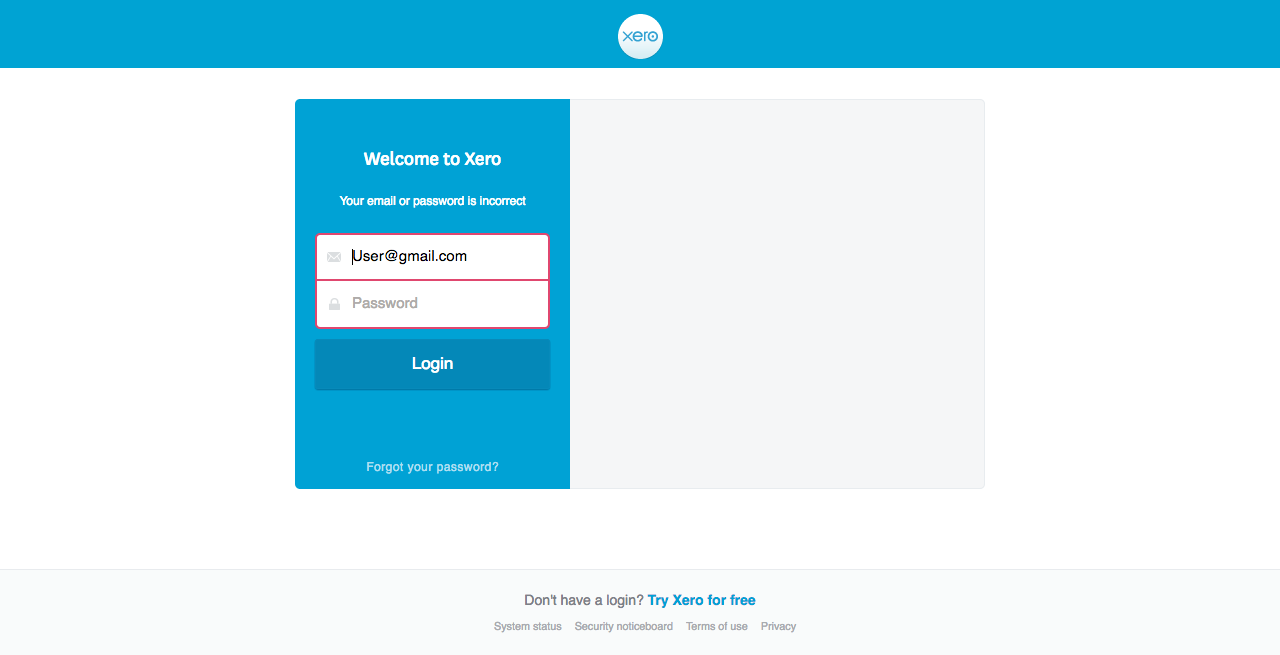 xero
Welcome to Xero
Your email or password is incorrect
User@gmail.com
Password
Login
Forgot your password?
Don't have a login? Try Xero for free
System status Security noticeboard Terms of use Privacy